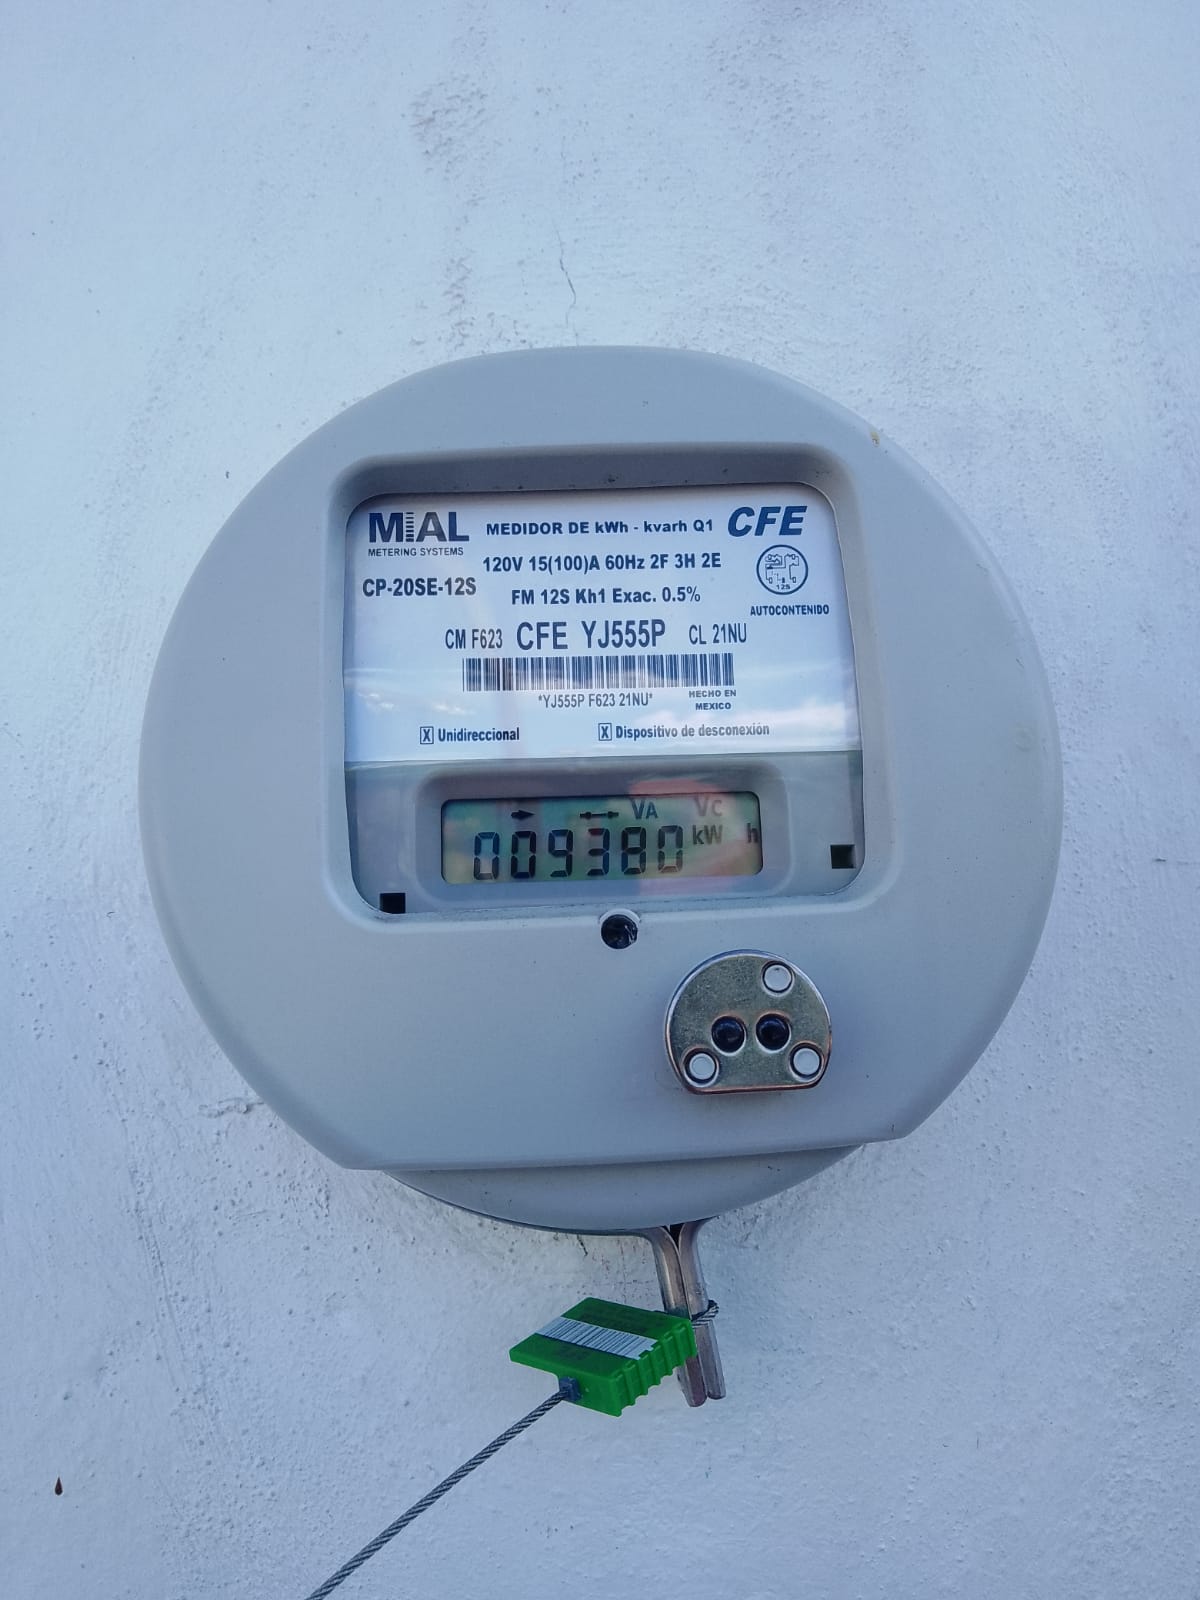 MIAL
METERING SYSTEMS
MEDIDOR DE kWh - kvarh Q1
CFE
120V 15(100)A 60Hz 2F 3H 2E
CP-20SE-12S
FM 12S Kh1 Exac. 0.5%
12S
AUTOCONTENIDO
CM F623 CFE YJ555P CL 21NU
*YJ555P F623 21NU*
HECHO EN
MEXICO
X Unidireccional
X Dispositivo de desconexión
VA VC
009380 kW h